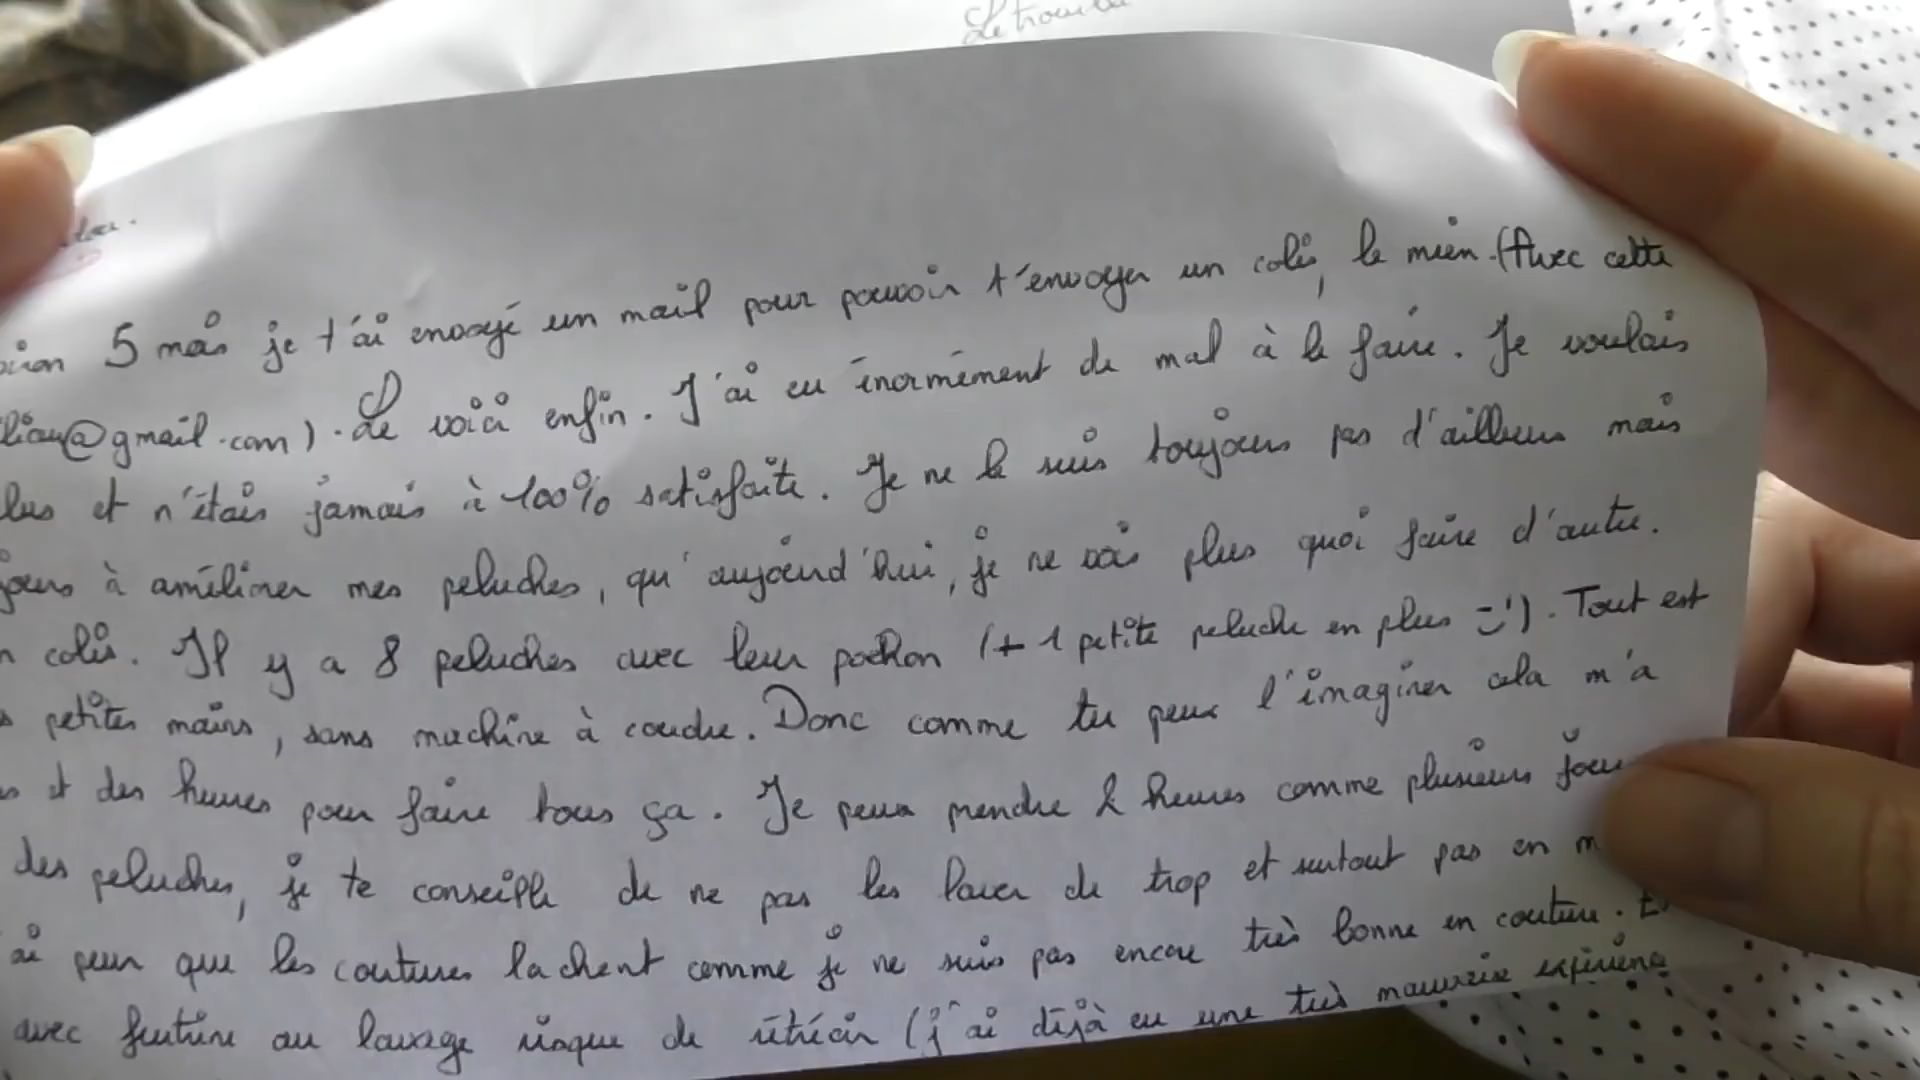 Le trouveras
5 mois je t'ai envoyé un mail pour pouvoir t'envoyer un colis, le mien. (Avec cette
@gmail.com). Le voici enfin. J'ai eu énormément de mal à le faire. Je voulais
plus et n'étais jamais à 100% satisfaite. Je ne le suis toujours pas d'ailleurs mais
jours à améliorer mes peluches, qu'aujourd'hui, je ne vois plus quoi faire d'autre.
n colis. Il y a 8 peluches avec leur pochon (+ 1 petite peluche en plus =')). Tout est
s petites mains, sans machine à coudre. Donc comme tu peux l'imaginer cela m'a
s et des heures pour faire tous ça. Je peux prendre 2 heures comme plusieurs jou
des peluches, je te conseille de ne pas les laver de trop et surtout pas en m
ai peur que les coutures lachent comme je ne suis pas encore très bonne en couture. E
avec feutrine au lavage risque de rétrécir (j'ai déjà eu une très mauvaise expérienc